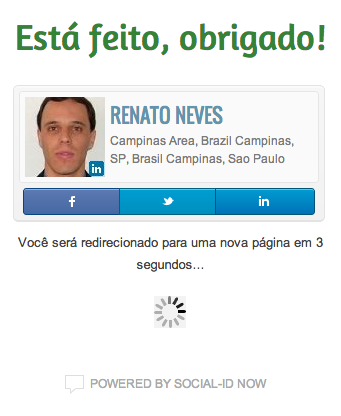 Está feito, obrigado!
RENATO NEVES
Campinas Area, Brazil Campinas,
SP, Brasil Campinas, Sao Paulo
in
f
in
Você será redirecionado para uma nova página em 3
segundos...
POWERED BY SOCIAL-ID NOW